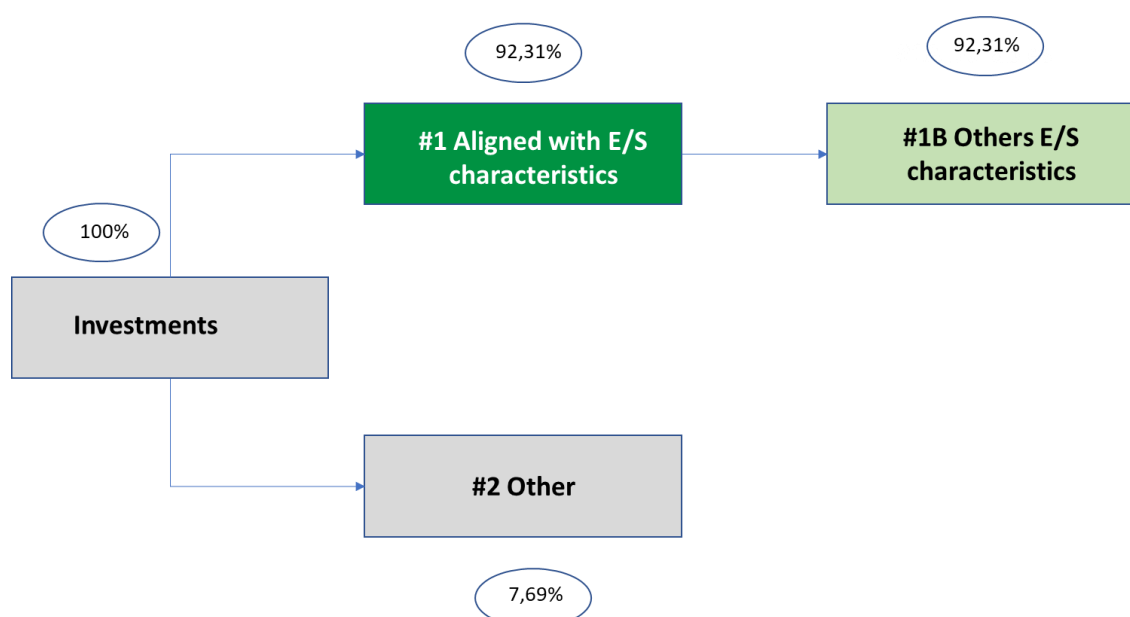 92,31%
92,31%
#1 Aligned with E/S
characteristics
#1B Others E/S
characteristics
100%
Investments
#2 Other
7,69%